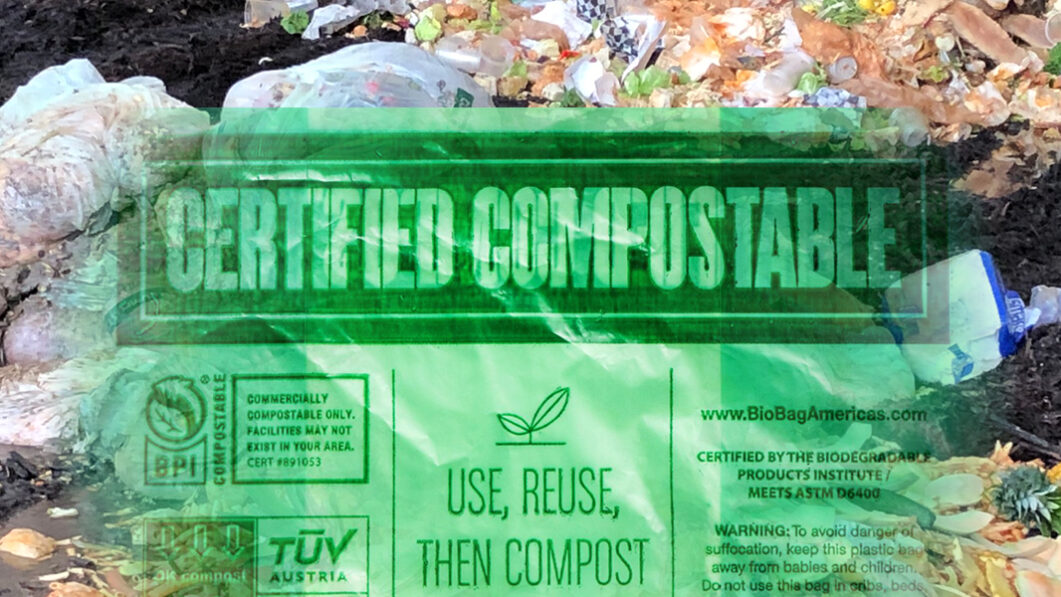 CERTIFIED COMPOSTABLE
BPI
®
COMPOSTABLE
COMMERCIALLY
COMPOSTABLE ONLY.
FACILITIES MAY NOT
EXIST IN YOUR AREA.
CERT #891053
OK compost
TÜV
AUSTRIA
USE, REUSE,
THEN COMPOST
www.BioBagAmericas.com
CERTIFIED BY THE BIODEGRADABLE
PRODUCTS INSTITUTE /
MEETS ASTM D6400
WARNING: To avoid danger of
suffocation, keep this plastic bag
away from babies and children.
Do not use this bag in cribs, beds,